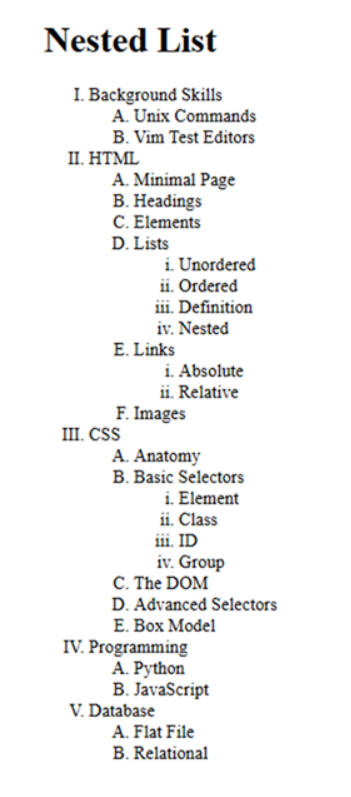 Nested List
I. Background Skills
A. Unix Commands
B. Vim Test Editors
II. HTML
A. Minimal Page
B. Headings
C. Elements
D. Lists
i. Unordered
ii. Ordered
iii. Definition
iv. Nested
E. Links
i. Absolute
ii. Relative
F. Images
III. CSS
A. Anatomy
B. Basic Selectors
i. Element
ii. Class
iii. ID
iv. Group
C. The DOM
D. Advanced Selectors
E. Box Model
IV. Programming
A. Python
B. JavaScript
V. Database
A. Flat File
B. Relational